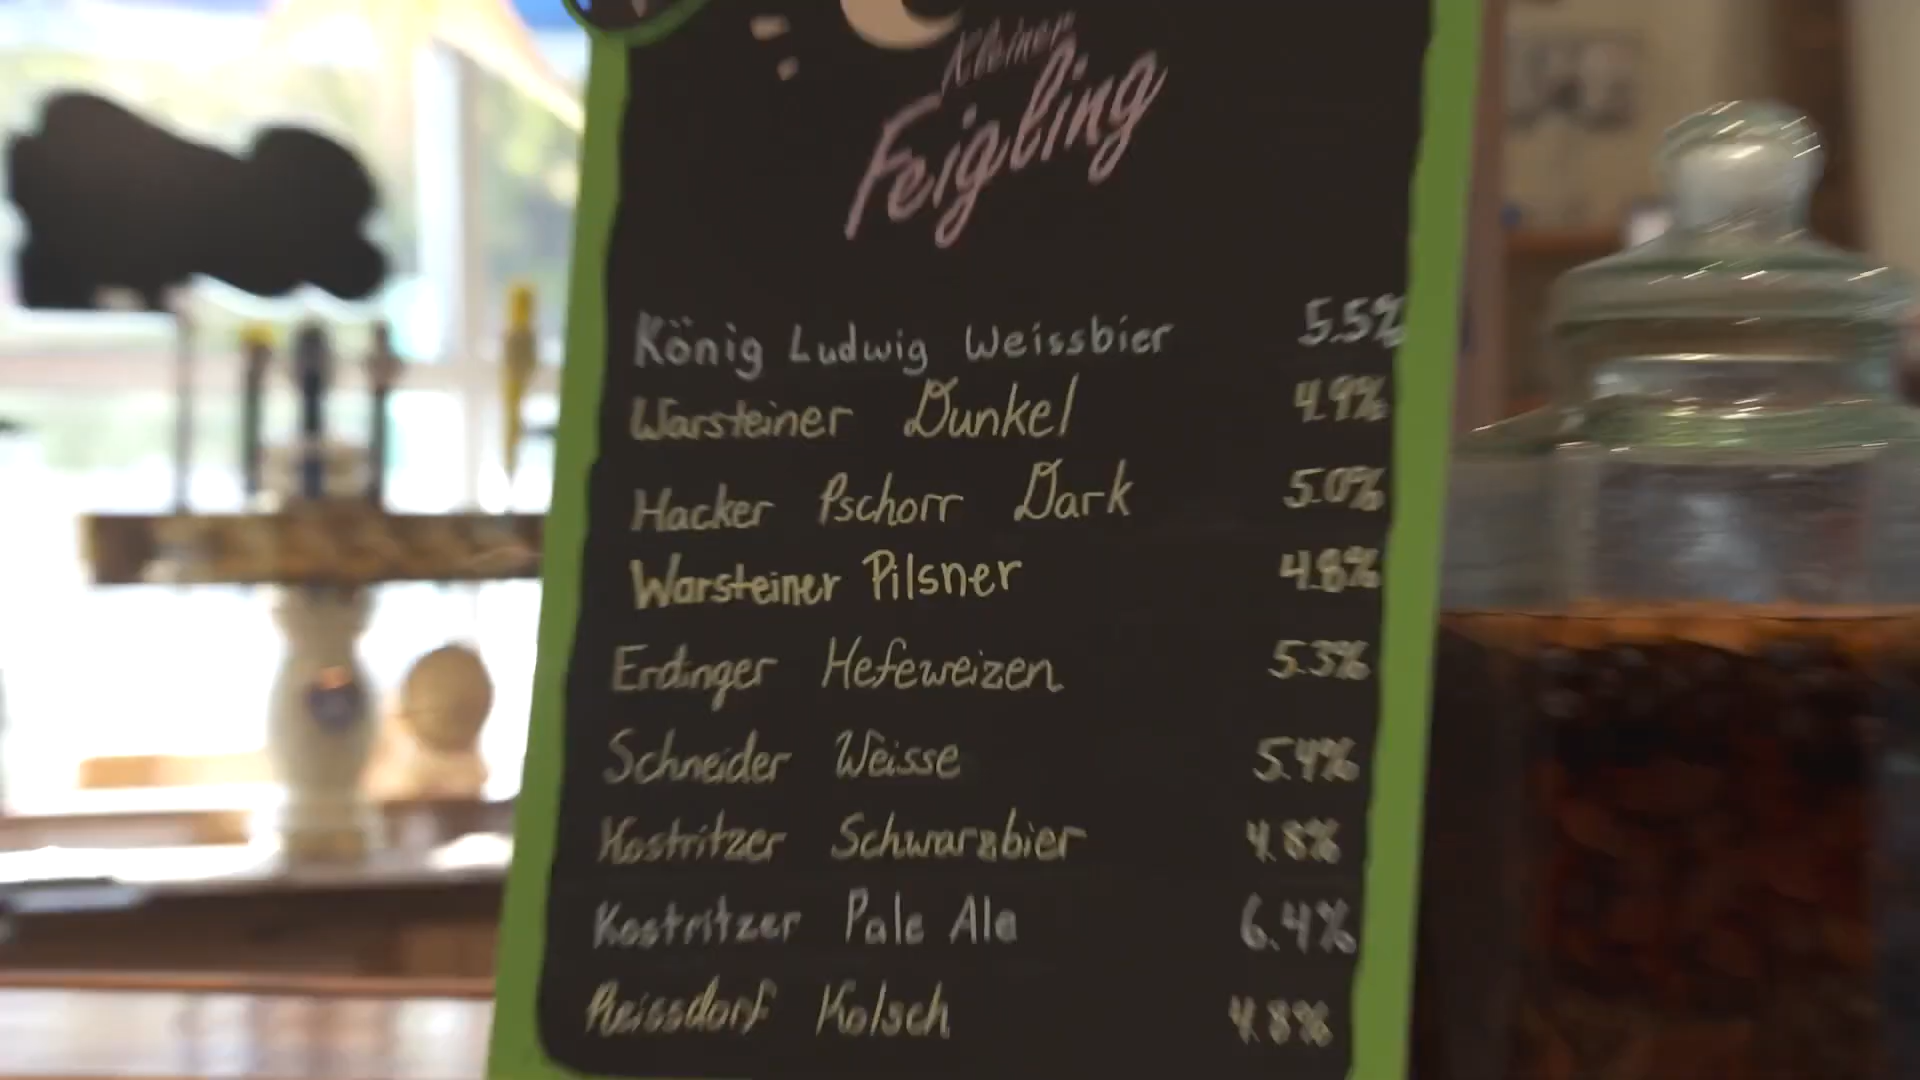 Kleiner
Feigling
König Ludwig Weissbier 5.5%
Warsteiner Dunkel 4.9%
Hacker Pschorr Dark 5.0%
Warsteiner Pilsner 4.8%
Erdinger Hefeweizen 5.3%
Schneider Weisse 5.4%
Kostritzer Schwarzbier 4.8%
Kostritzer Pale Ale 6.4%
Reissdorf Kolsch 4.8%